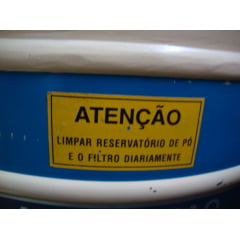 ATENÇÃO
LIMPAR RESERVATÓRIO DE PÓ
E O FILTRO DIARIAMENTE